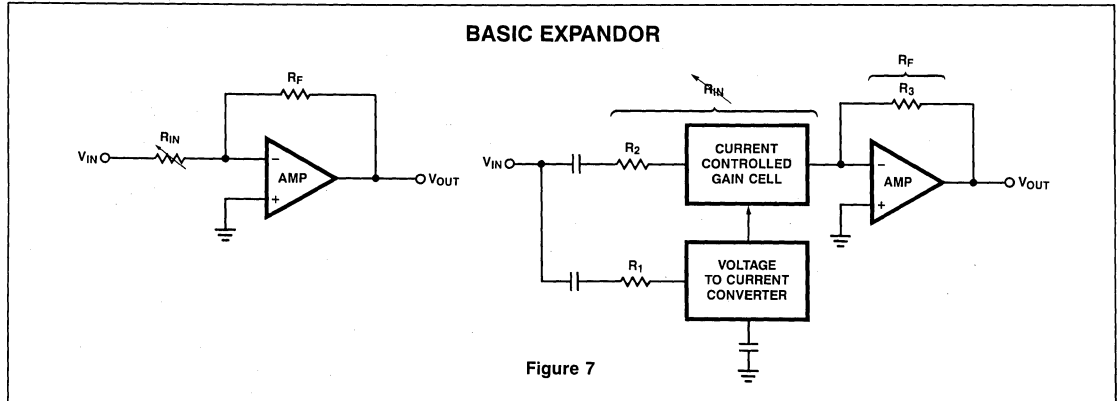 BASIC EXPANDOR
RF
RIN
VIN
−
AMP
+
VOUT
RIN
RF
R3
VIN
R2
CURRENT
CONTROLLED
GAIN CELL
−
AMP
+
VOUT
R1
VOLTAGE
TO CURRENT
CONVERTER
Figure 7